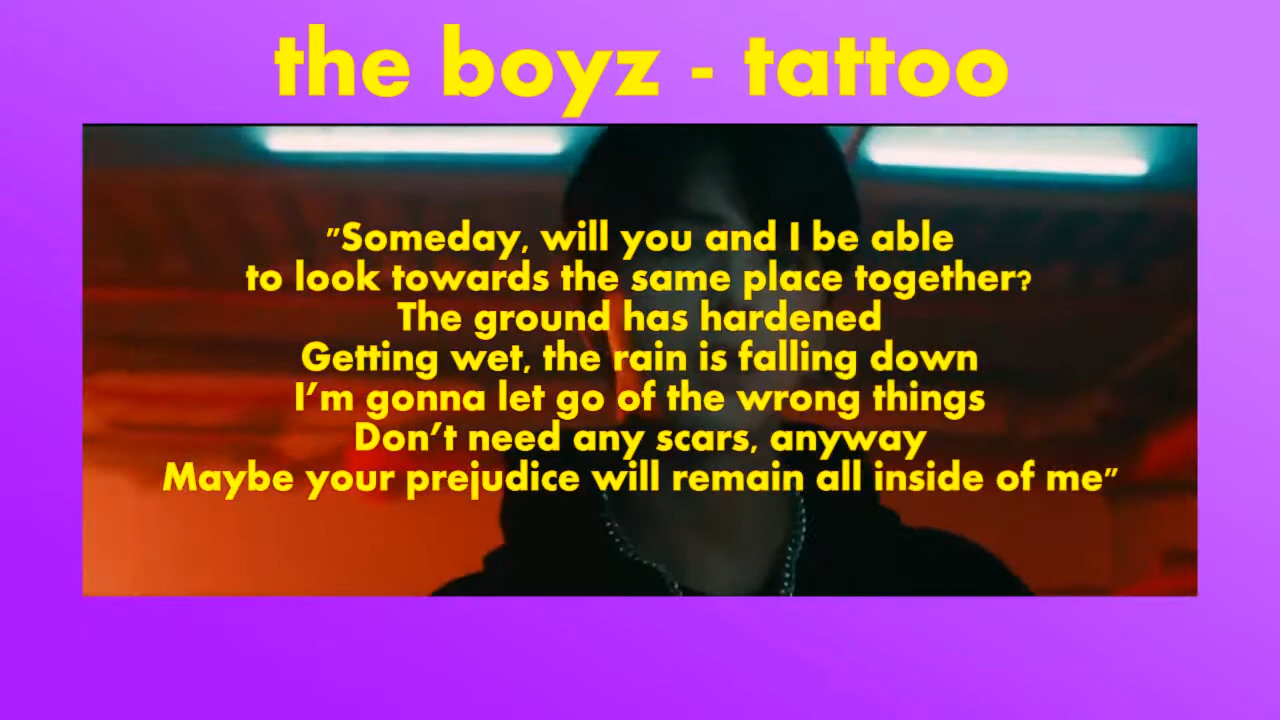 the boyz - tattoo
"Someday, will you and I be able
to look towards the same place together?
The ground has hardened
Getting wet, the rain is falling down
I'm gonna let go of the wrong things
Don't need any scars, anyway
Maybe your prejudice will remain all inside of me"